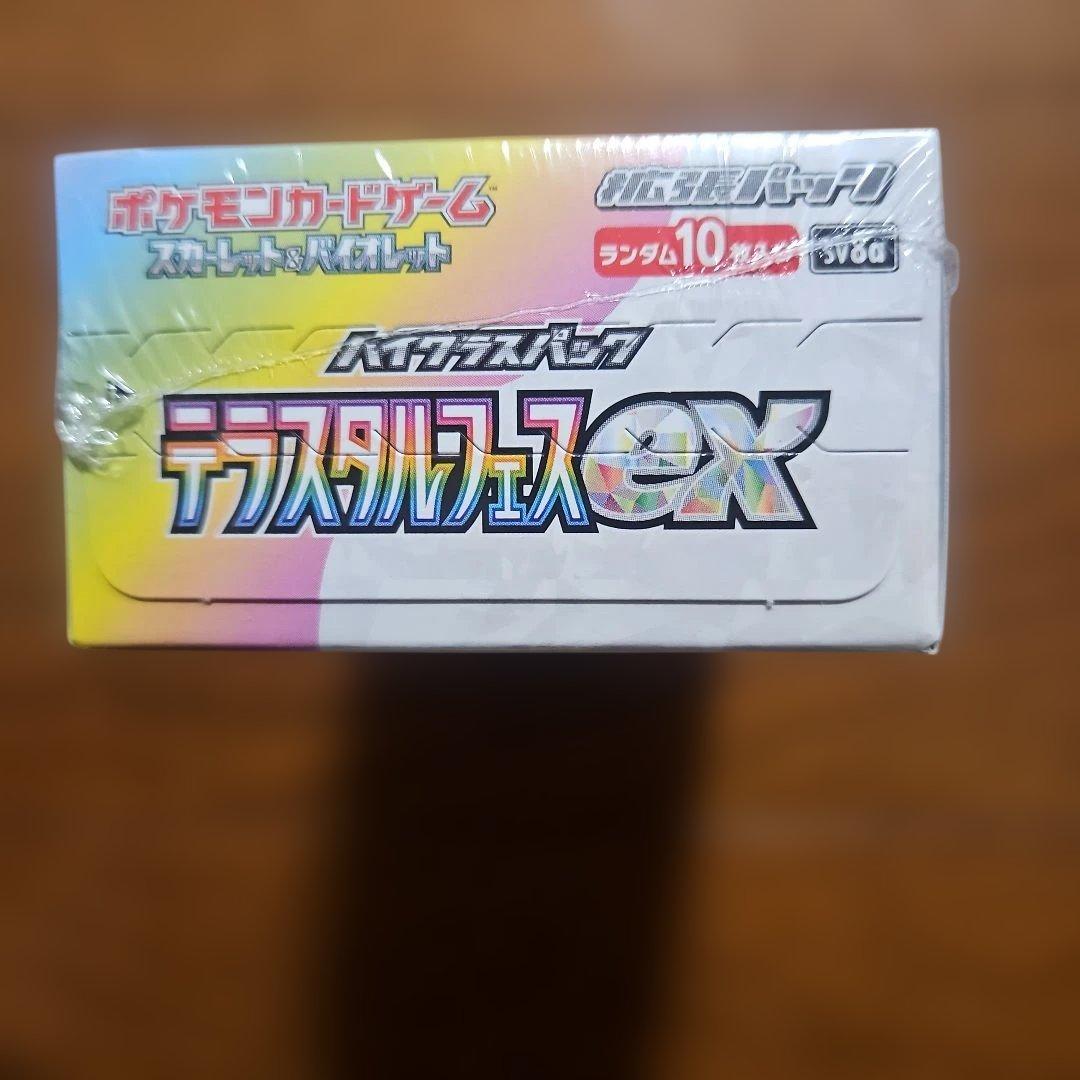 ポケモンカードゲーム™
スカーレット&バイオレット
拡張パック
ランダム10枚入り
SV8a
ハイクラスパック
テラスタルフェスex